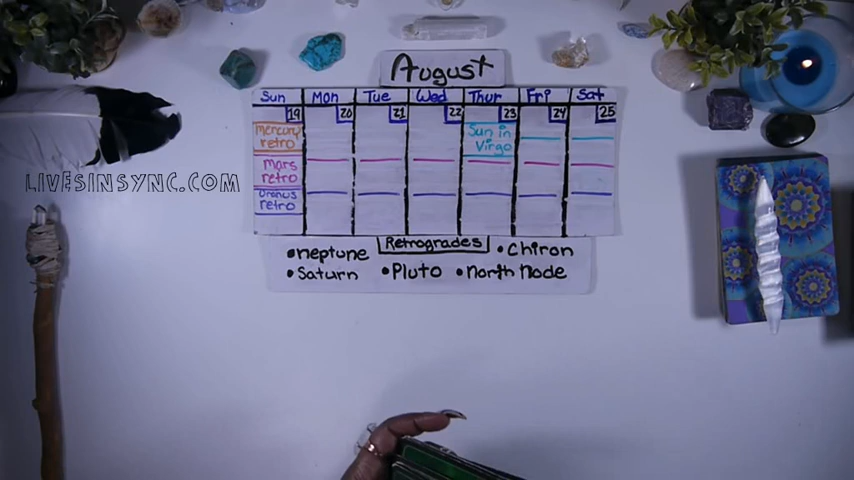 August
Sun Mon Tue Wed Thur Fri Sat
19 20 21 22 23 24 25
Mercury retro
Sun in Virgo
Mars retro
Uranus retro
LIVESINSYNC.COM
Retrogrades
•neptune •Chiron
•Saturn •Pluto •North Node